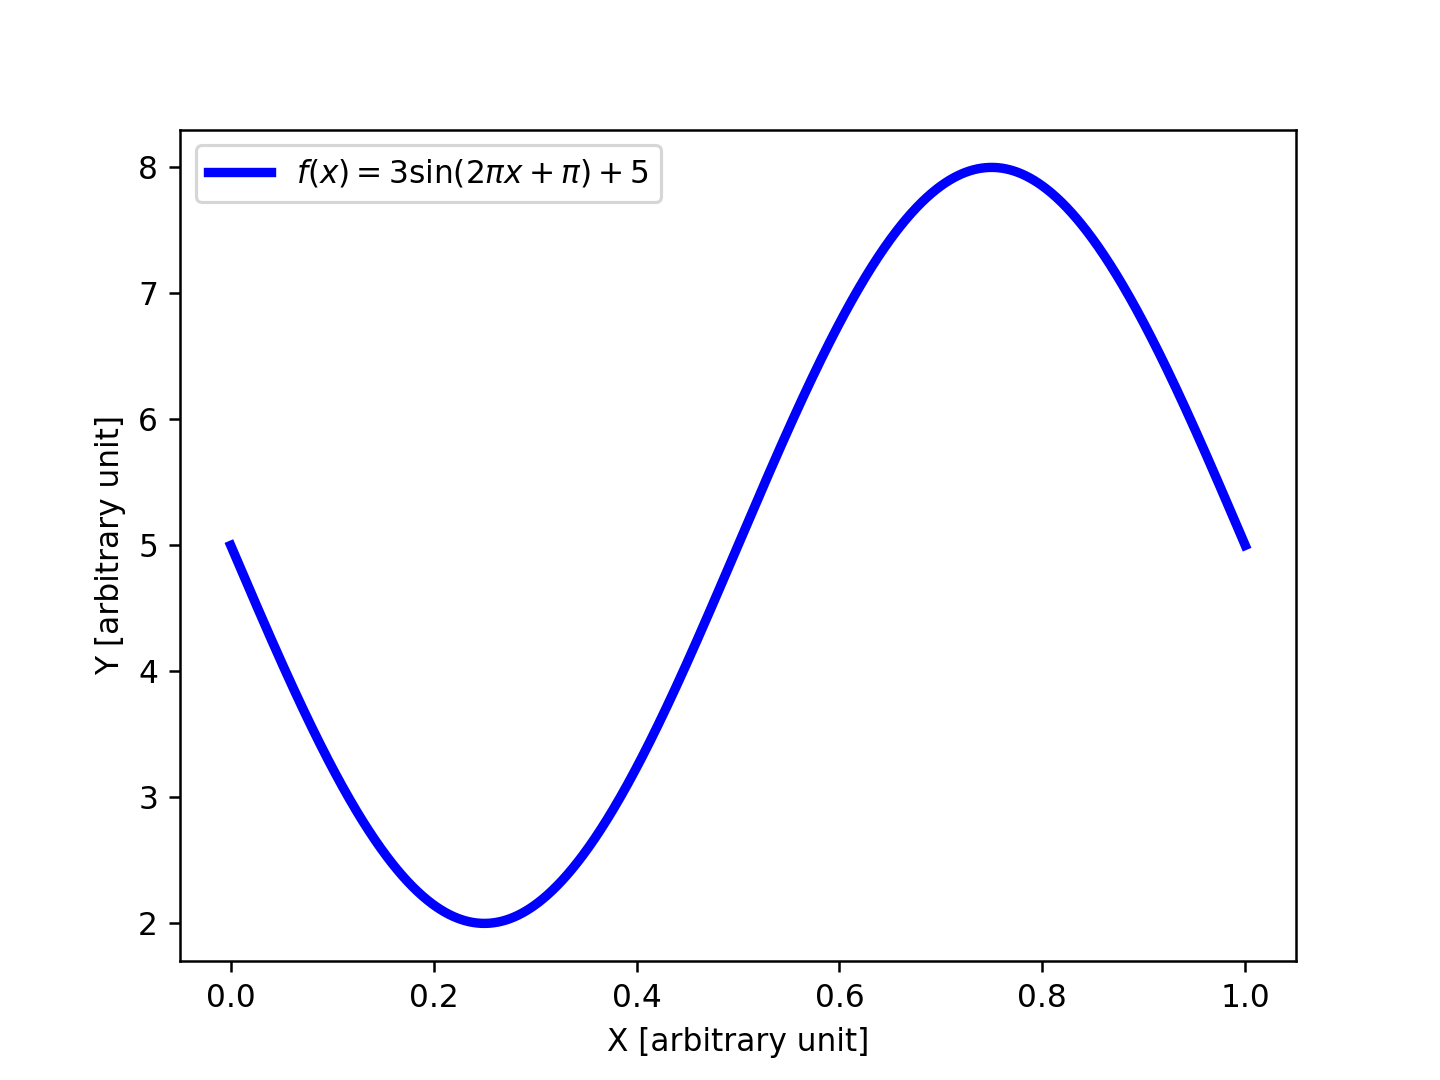 f(x) = 3sin(2πx + π) + 5
8
7
6
5
4
3
2
Y [arbitrary unit]
0.0 0.2 0.4 0.6 0.8 1.0
X [arbitrary unit]